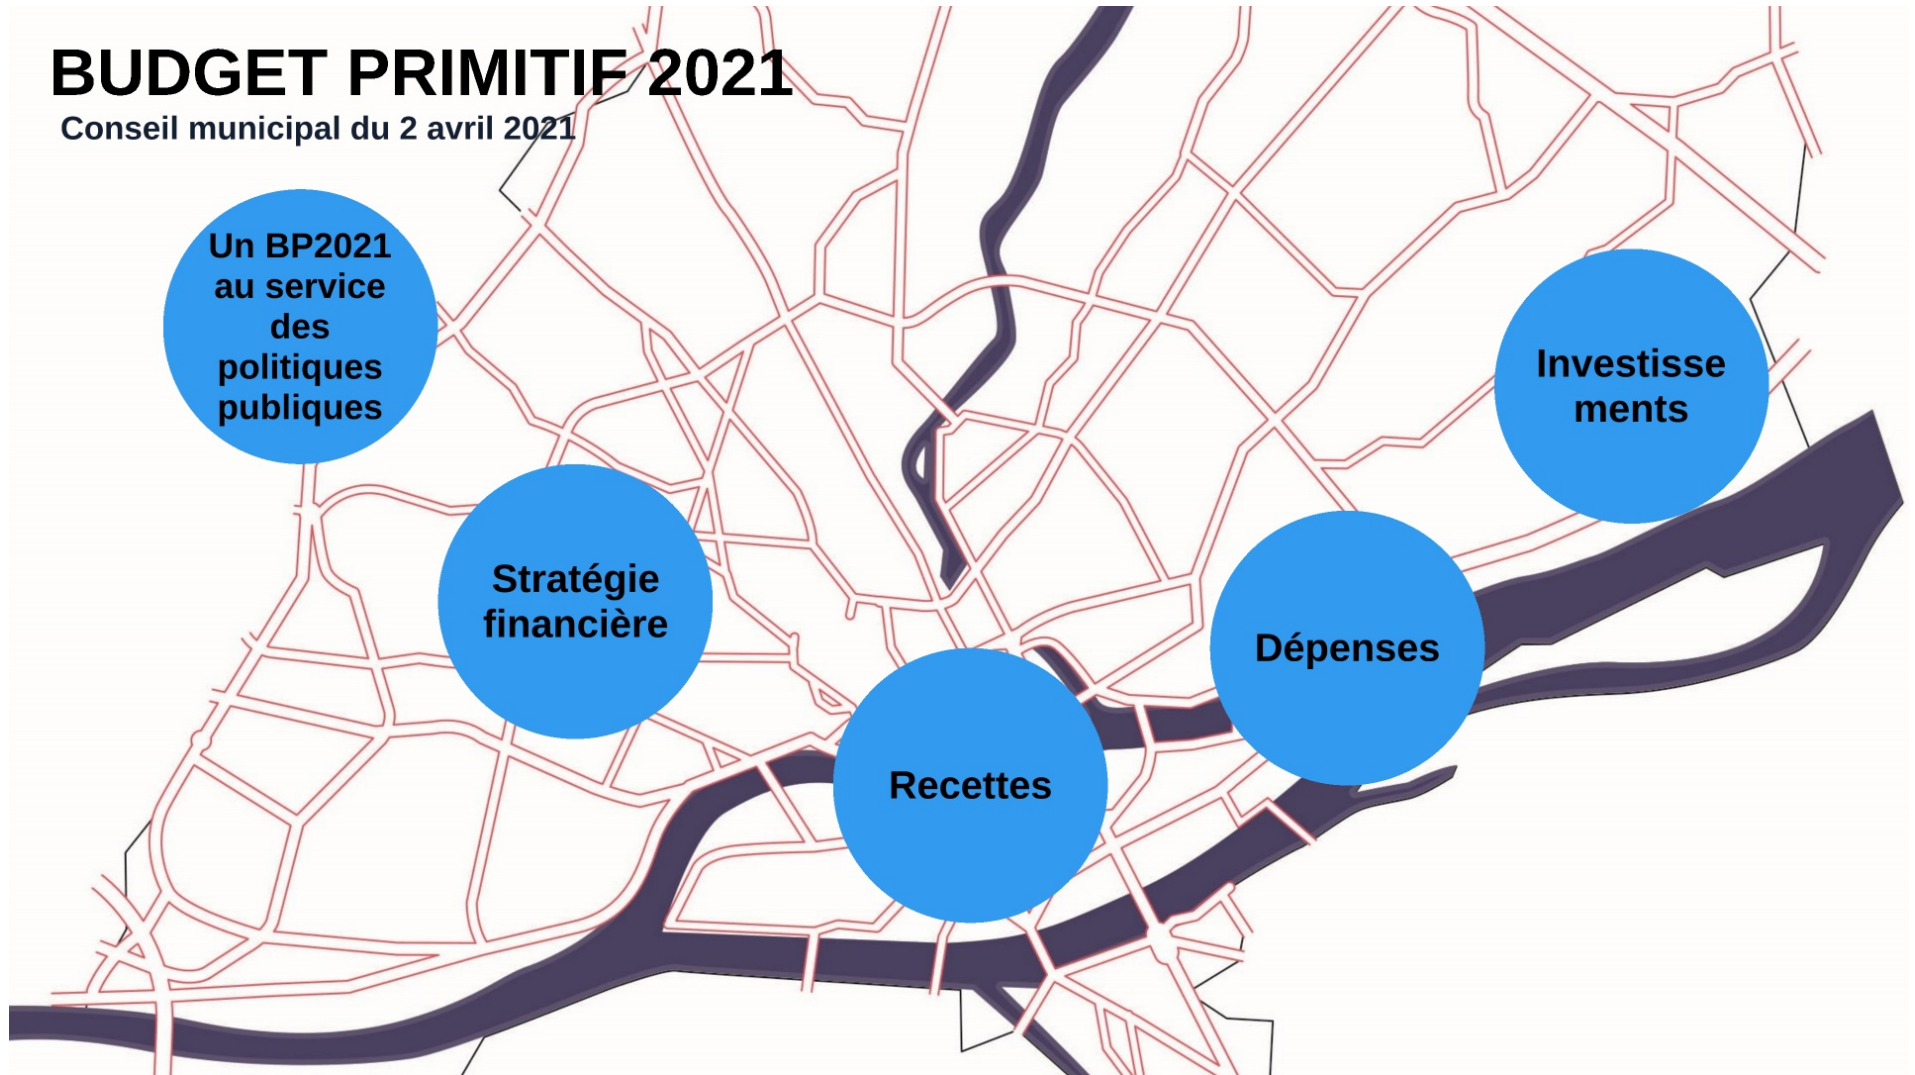 BUDGET PRIMITIF 2021
Conseil municipal du 2 avril 2021
Un BP2021
au service
des
politiques
publiques
Stratégie
financière
Recettes
Dépenses
Investisse
ments